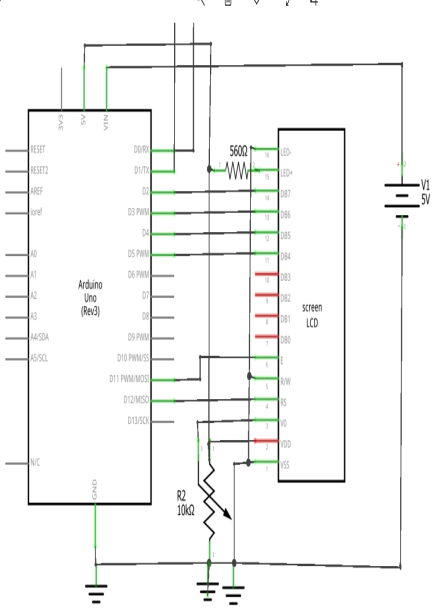 3V3
5V
VIN
RESET
RESET2
AREF
ioref
A0
A1
A2
A3
A4/SDA
A5/SCL
N/C
GND
Arduino
Uno
(Rev3)
D0/RX
D1/TX
D2
D3 PWM
D4
D5 PWM
D6 PWM
D7
D8
D9 PWM
D10 PWM/SS
D11 PWM/MOSI
D12/MISO
D13/SCK
560Ω
LED-
LED+
DB7
DB6
DB5
DB4
DB3
DB2
DB1
DB0
E
R/W
RS
V0
VDD
VSS
screen
LCD
V1
5V
R2
10kΩ